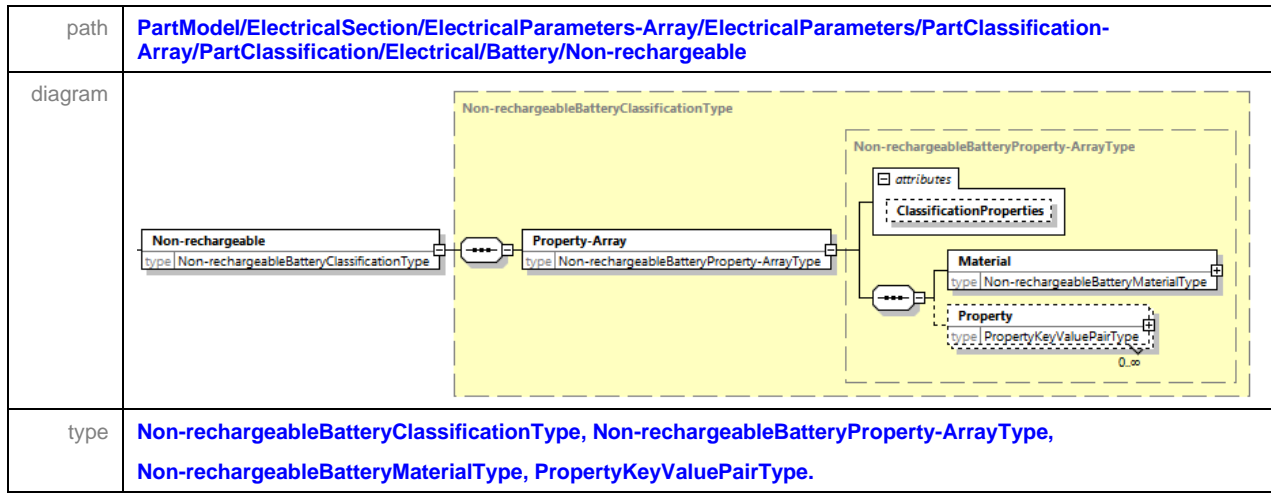 path
PartModel/ElectricalSection/ElectricalParameters-Array/ElectricalParameters/PartClassification-
Array/PartClassification/Electrical/Battery/Non-rechargeable
diagram
Non-rechargeableBatteryClassificationType
Non-rechargeableBatteryProperty-ArrayType
attributes
ClassificationProperties
Non-rechargeable
type Non-rechargeableBatteryClassificationType
Property-Array
type Non-rechargeableBatteryProperty-ArrayType
Material
type Non-rechargeableBatteryMaterialType
Property
type PropertyKeyValuePairType
0..∞
type
Non-rechargeableBatteryClassificationType, Non-rechargeableBatteryProperty-ArrayType,
Non-rechargeableBatteryMaterialType, PropertyKeyValuePairType.